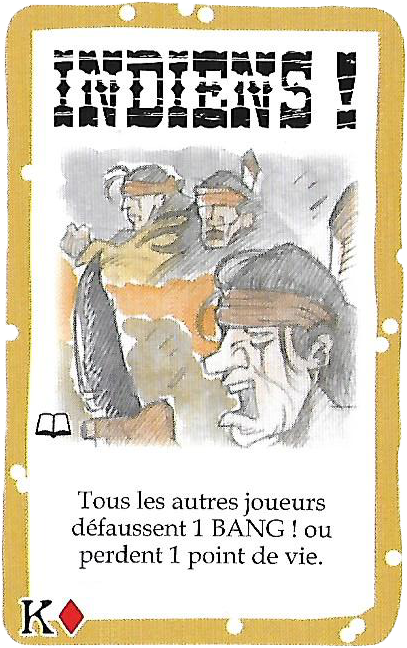 INDIENS !
Tous les autres joueurs
défaussent 1 BANG ! ou
perdent 1 point de vie.
K♦